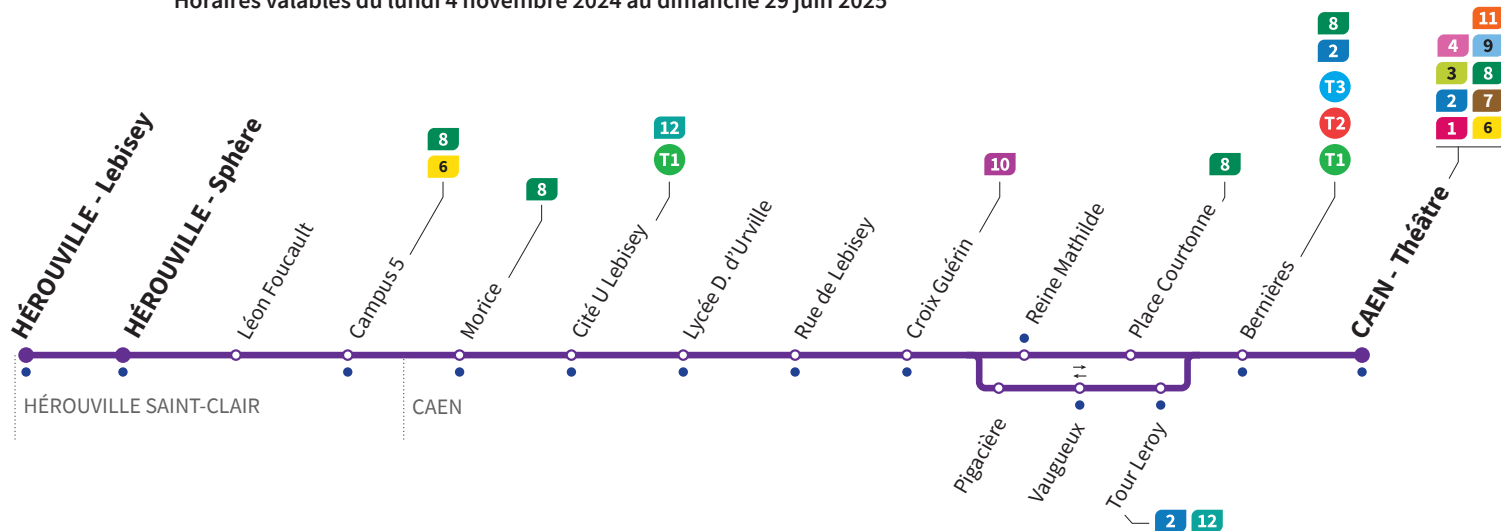 Horaires valables du lundi 4 novembre 2024 au dimanche 29 juin 2025
HÉROUVILLE - Lebisey
HÉROUVILLE - Sphère
Léon Foucault
Campus 5
8
6
Morice
8
Cité U Lebisey
12
T1
Lycée D. d'Urville
Rue de Lebisey
Croix Guérin
10
Reine Mathilde
Place Courtonne
8
Bernières
8
2
T3
T2
T1
CAEN - Théâtre
11
4 9
3 8
2 7
1 6
Pigacière
Vaugueux
Tour Leroy
2 12
HÉROUVILLE SAINT-CLAIR
CAEN